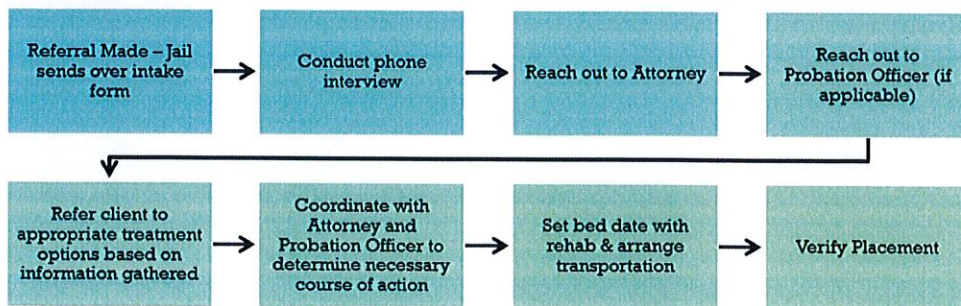 Referral Made – Jail
sends over intake
form
Conduct phone
interview
Reach out to Attorney
Reach out to
Probation Officer (if
applicable)
Refer client to
appropriate treatment
options based on
information gathered
Coordinate with
Attorney and
Probation Officer to
determine necessary
course of action
Set bed date with
rehab & arrange
transportation
Verify Placement